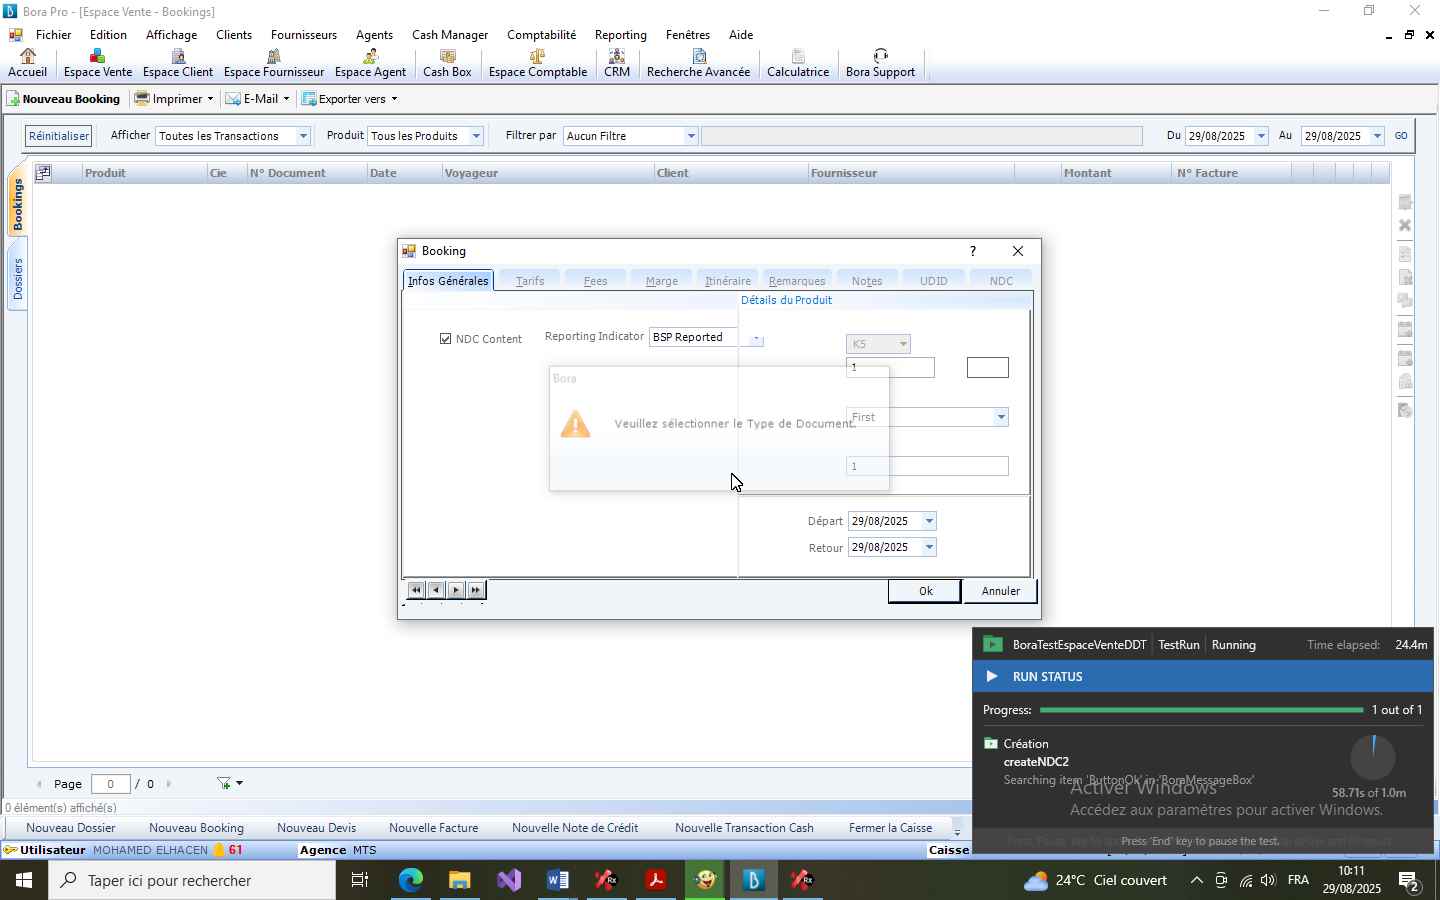 Bora Pro - [Espace Vente - Bookings]
Fichier Edition Affichage Clients Fournisseurs Agents Cash Manager Comptabilité Reporting Fenêtres Aide
Accueil Espace Vente Espace Client Espace Fournisseur Espace Agent Cash Box Espace Comptable CRM Recherche Avancée Calculatrice Bora Support
Nouveau Booking Imprimer E-Mail Exporter vers
Réinitialiser Afficher Toutes les Transactions Produit Tous les Produits Filtrer par Aucun Filtre Du 29/08/2025 Au 29/08/2025 GO
Produit Cie N° Document Date Voyageur Client Fournisseur Montant N° Facture
Bookings
Dossiers
Booking ?
Infos Générales Tarifs Fees Marge Itinéraire Remarques Notes UDID NDC
Détails du Produit
NDC Content Reporting Indicator BSP Reported K5
1
Bora
Veuillez sélectionner le Type de Document.
First
1
Départ 29/08/2025
Retour 29/08/2025
Ok Annuler
BoraTestEspaceVenteDDT TestRun Running Time elapsed: 24.4m
RUN STATUS
Progress: 1 out of 1
Création
createNDC2
Searching item 'ButtonOk' in 'BoraMessageBox'
58.71s of 1.0m
Activer Windows
Accédez aux paramètres pour activer Windows.
Press 'End' key to pause the test.
Page 0 / 0
0 élément(s) affiché(s)
Nouveau Dossier Nouveau Booking Nouveau Devis Nouvelle Facture Nouvelle Note de Crédit Nouvelle Transaction Cash Fermer la Caisse
Utilisateur MOHAMED ELHACEN 61 Agence MTS Caisse
Taper ici pour rechercher
24°C Ciel couvert FRA 10:11
29/08/2025
2